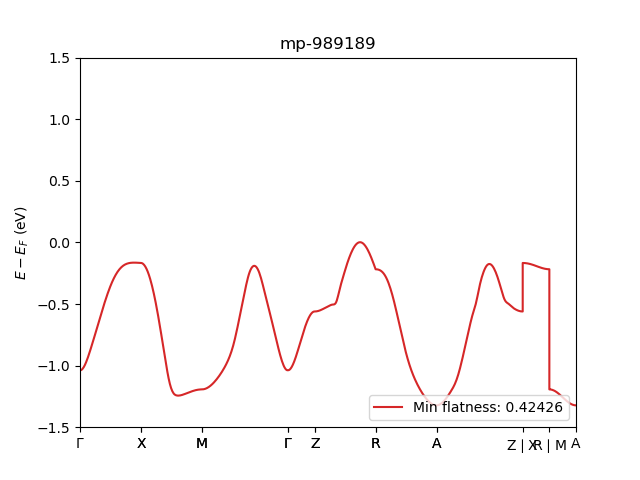 mp-989189
E − E_F (eV)
1.5
1.0
0.5
0.0
−0.5
−1.0
−1.5
Min flatness: 0.42426
Γ X M Γ Z R A Z | X R | M A